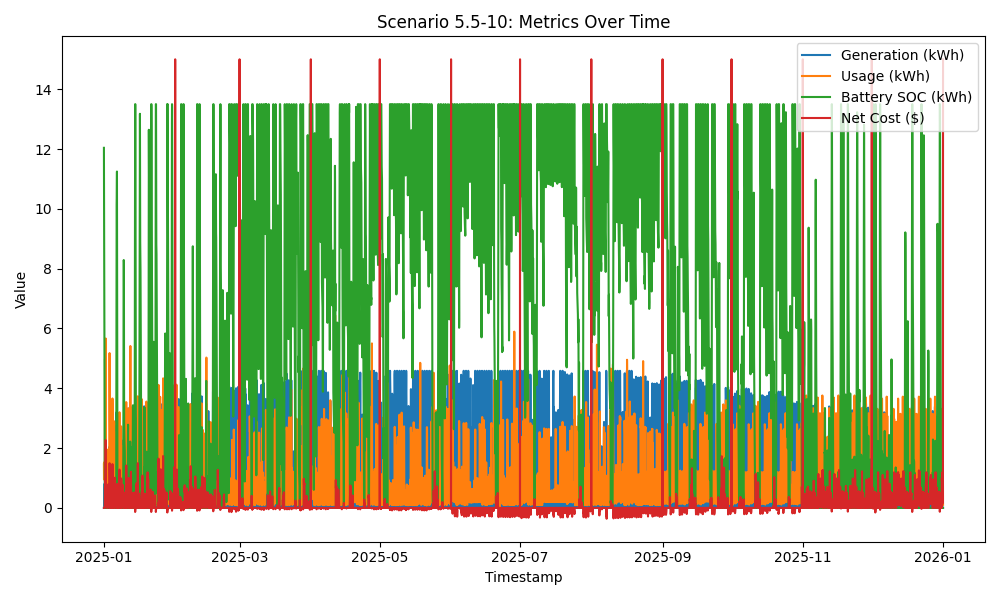 Scenario 5.5-10: Metrics Over Time
Generation (kWh)
Usage (kWh)
Battery SOC (kWh)
Net Cost ($)
Value
14
12
10
8
6
4
2
0
2025-01
2025-03
2025-05
2025-07
2025-09
2025-11
2026-01
Timestamp